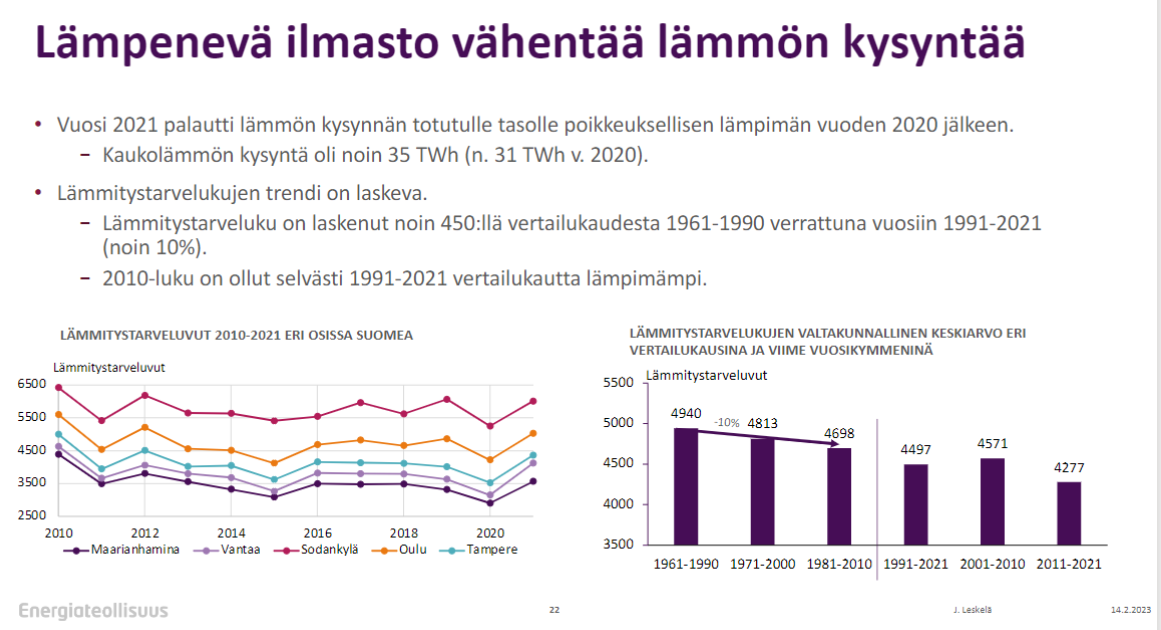 Lämpenevä ilmasto vähentää lämmön kysyntää
• Vuosi 2021 palautti lämmön kysynnän totutulle tasolle poikkeuksellisen lämpimän vuoden 2020 jälkeen.
– Kaukolämmön kysyntä oli noin 35 TWh (n. 31 TWh v. 2020).
• Lämmitystarvelukujen trendi on laskeva.
– Lämmitystarveluku on laskenut noin 450:llä vertailukaudesta 1961-1990 verrattuna vuosiin 1991-2021
(noin 10%).
– 2010-luku on ollut selvästi 1991-2021 vertailukautta lämpimämpi.
LÄMMITYSTARVELUVUT 2010-2021 ERI OSISSA SUOMEA
Lämmitystarveluvut
6500
5500
4500
3500
2500
2010 2012 2014 2016 2018 2020
Maarianhamina Vantaa Sodankylä Oulu Tampere
LÄMMITYSTARVELUKUJEN VALTAKUNNALLINEN KESKIARVO ERI
VERTAILUKAUSINA JA VIIME VUOSIKYMMENINÄ
Lämmitystarveluvut
5500
5000
4500
4000
3500
4940 -10% 4813 4698 4497 4571 4277
1961-1990 1971-2000 1981-2010 1991-2021 2001-2010 2011-2021
Energiateollisuus
22
J. Leskelä
14.2.2023